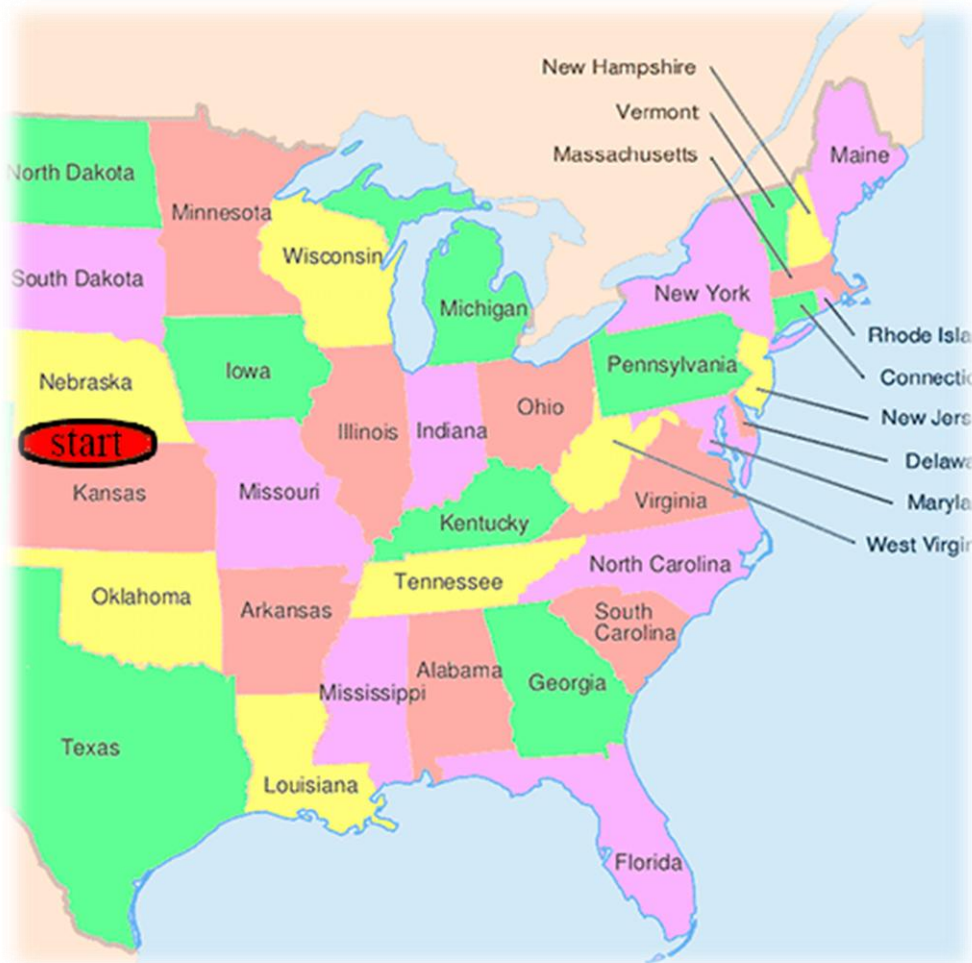 New Hampshire
Vermont
Massachusetts
Maine
North Dakota
Minnesota
Wisconsin
South Dakota
Michigan
New York
Rhode Isla
Iowa
Pennsylvania
Nebraska
Connectic
Ohio
New Jers
Illinois
Indiana
start
Delawa
Kansas
Missouri
Virginia
Maryla
Kentucky
West Virgin
North Carolina
Tennessee
Oklahoma
Arkansas
South
Carolina
Alabama
Georgia
Mississippi
Texas
Louisiana
Florida